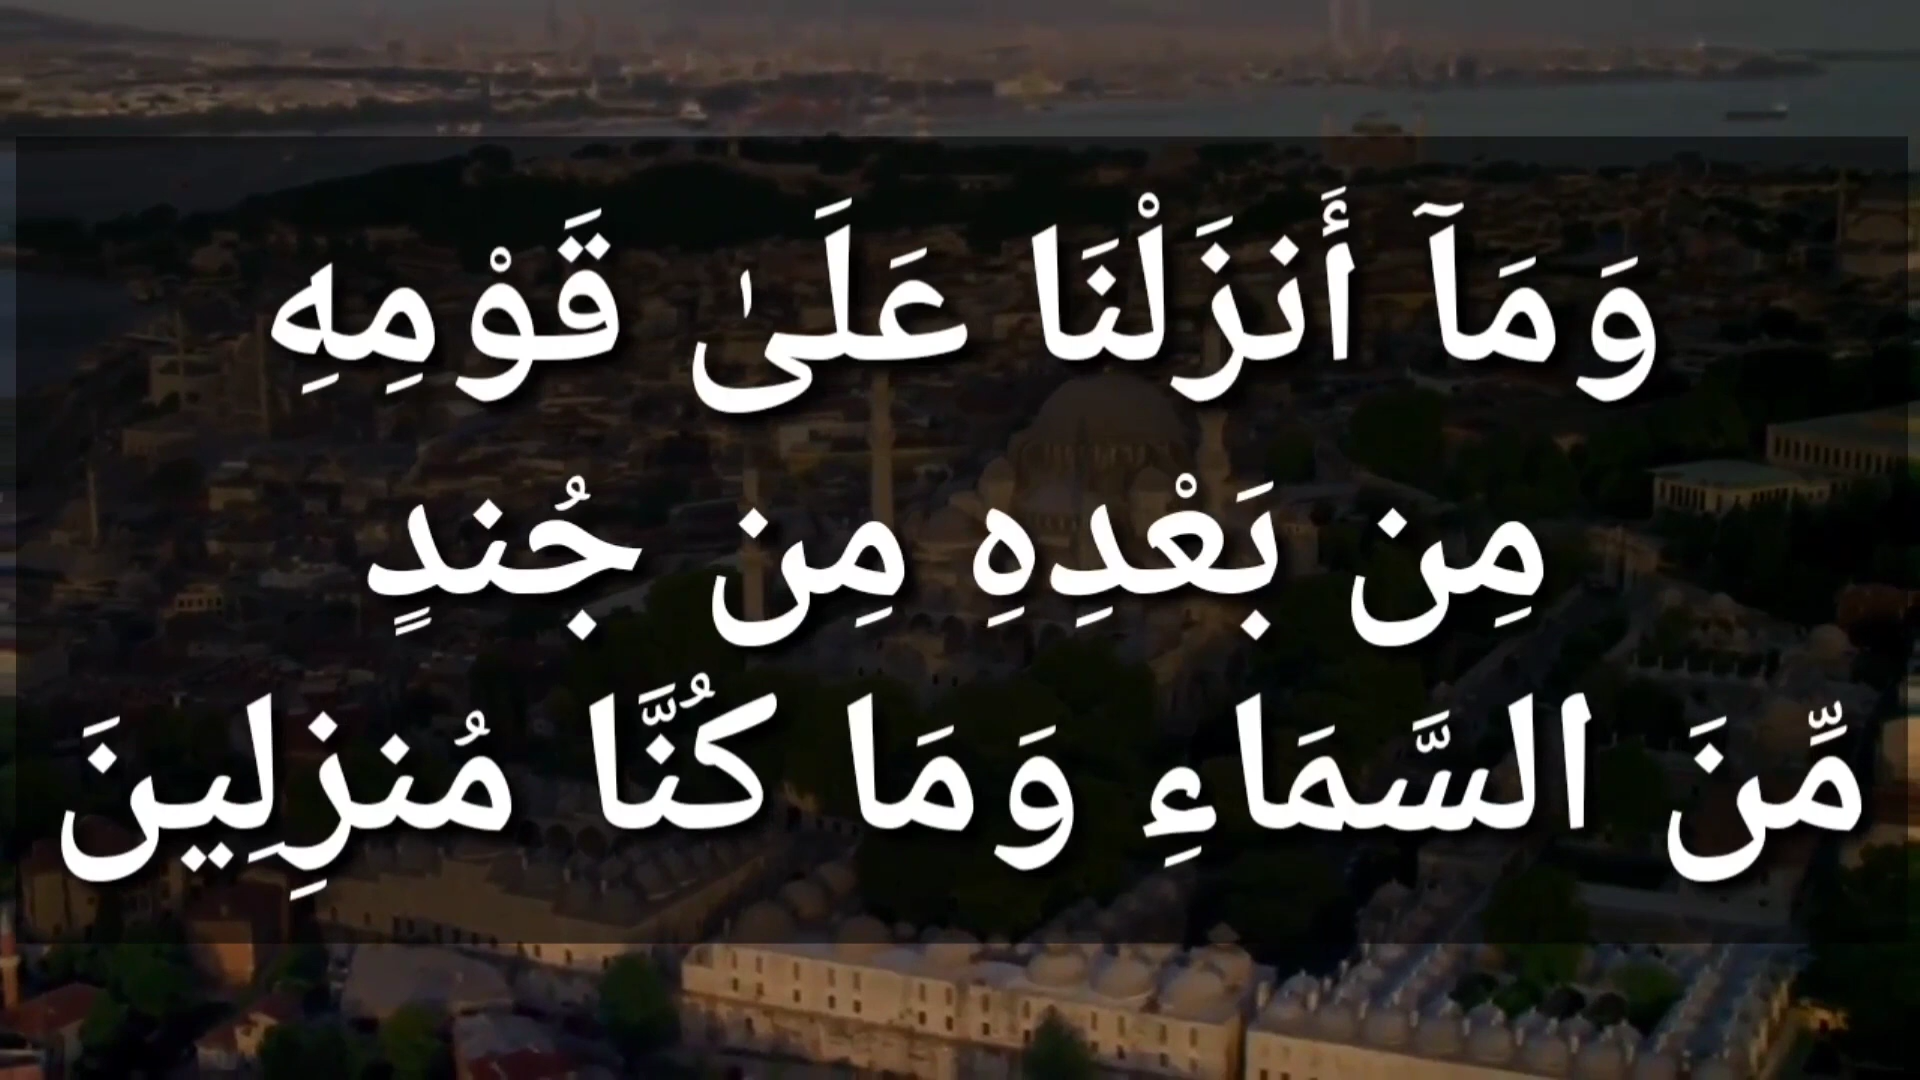 وَمَآ أَنزَلْنَا عَلَىٰ قَوْمِهِ
مِن بَعْدِهِ مِن جُندٍ
مِّنَ السَّمَاءِ وَمَا كُنَّا مُنزِلِينَ